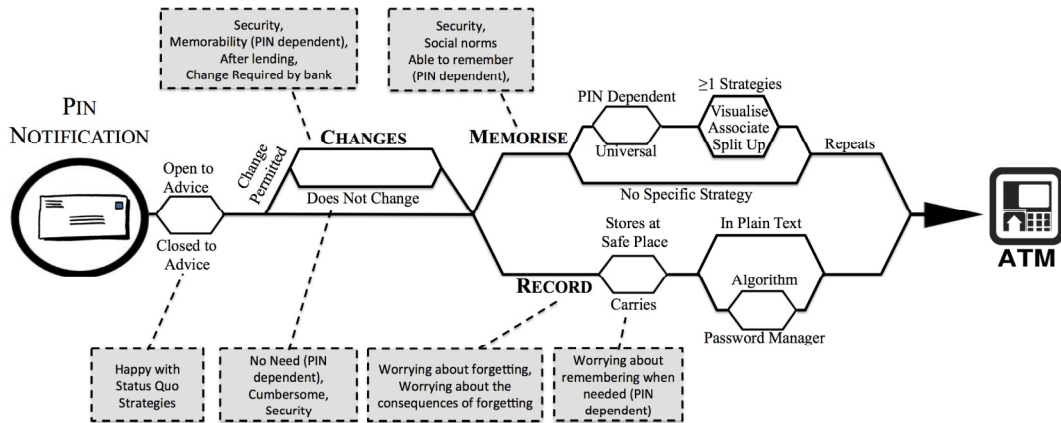 Security,
Memorability (PIN dependent),
After lending,
Change Required by bank
Security,
Social norms
Able to remember
(PIN dependent),
PIN
NOTIFICATION
Open to
Advice
Closed to
Advice
Change
Permitted
CHANGES
Does Not Change
MEMORISE
PIN Dependent
Universal
≥1 Strategies
Visualise
Associate
Split Up
No Specific Strategy
Repeats
RECORD
Stores at
Safe Place
Carries
In Plain Text
Algorithm
Password Manager
ATM
Happy with
Status Quo
Strategies
No Need (PIN
dependent),
Cumbersome,
Security
Worrying about forgetting,
Worrying about the
consequences of forgetting
Worrying about
remembering when
needed (PIN
dependent)